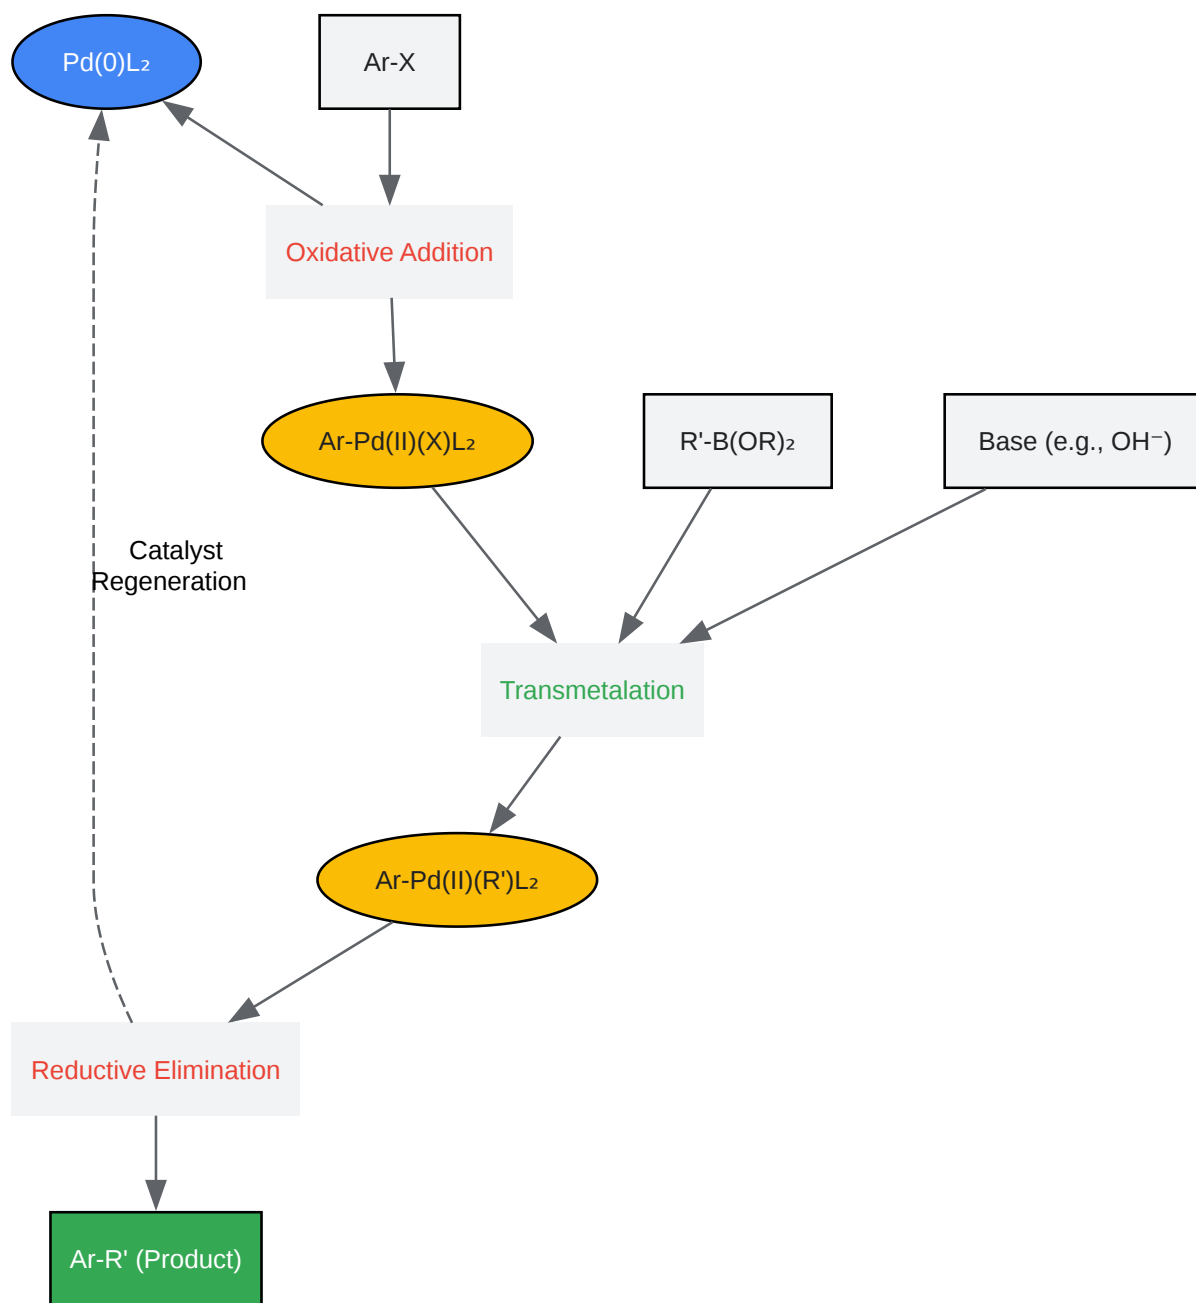 Pd(0)L₂
Ar-X
Oxidative Addition
Ar-Pd(II)(X)L₂
R'-B(OR)₂
Base (e.g., OH⁻)
Catalyst
Regeneration
Transmetalation
Ar-Pd(II)(R')L₂
Reductive Elimination
Ar-R' (Product)